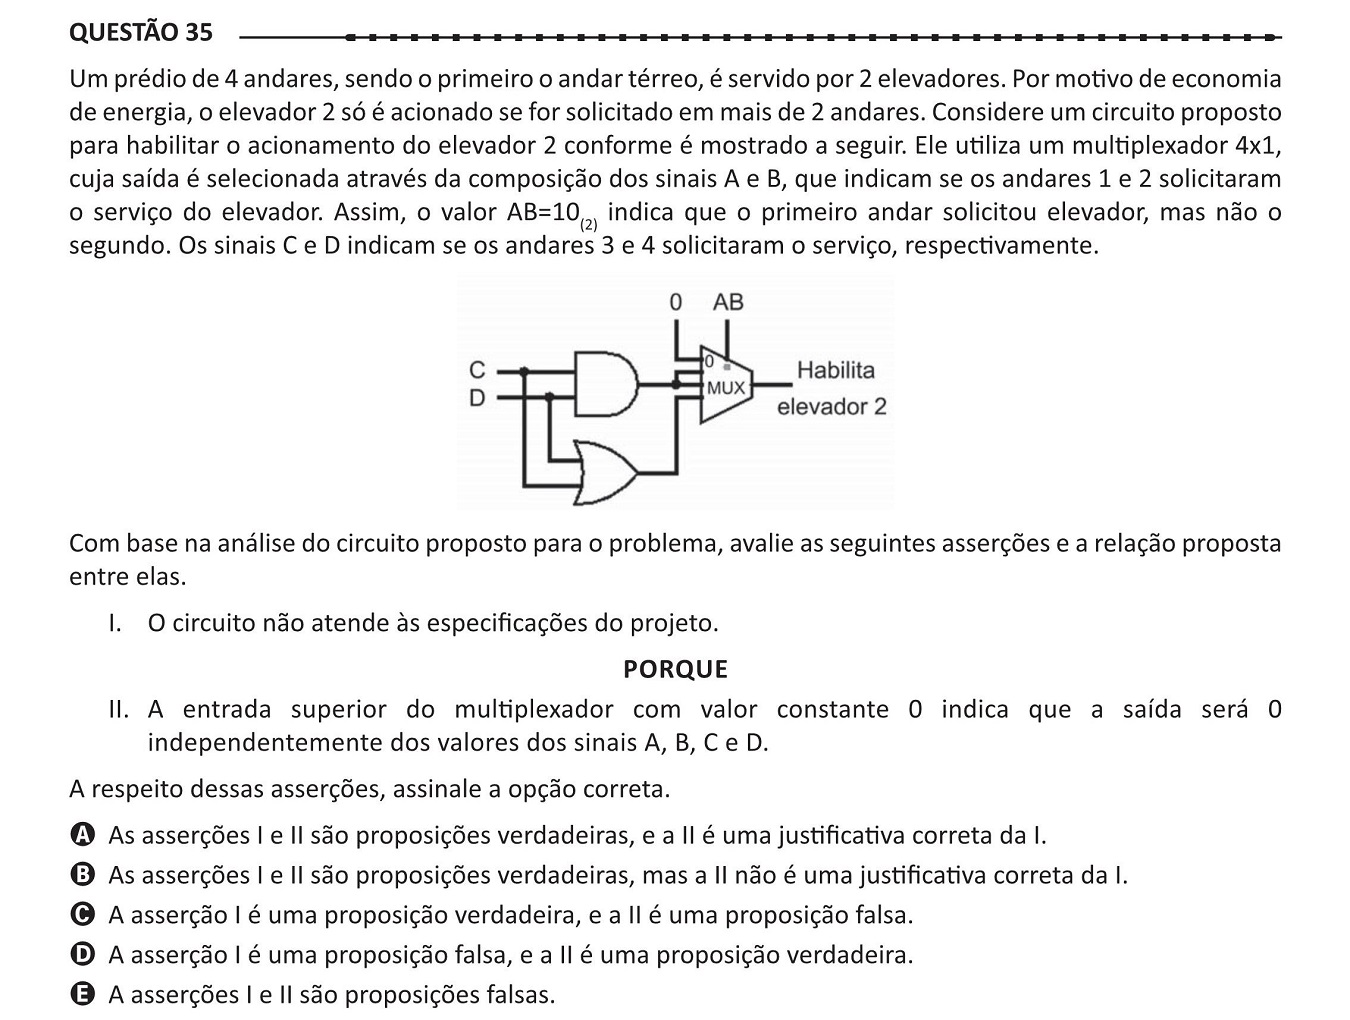 QUESTÃO 35
Um prédio de 4 andares, sendo o primeiro o andar térreo, é servido por 2 elevadores. Por motivo de economia
de energia, o elevador 2 só é acionado se for solicitado em mais de 2 andares. Considere um circuito proposto
para habilitar o acionamento do elevador 2 conforme é mostrado a seguir. Ele utiliza um multiplexador 4x1,
cuja saída é selecionada através da composição dos sinais A e B, que indicam se os andares 1 e 2 solicitaram
o serviço do elevador. Assim, o valor AB=10(2) indica que o primeiro andar solicitou elevador, mas não o
segundo. Os sinais C e D indicam se os andares 3 e 4 solicitaram o serviço, respectivamente.
0 AB
C
D
0
MUX
Habilita
elevador 2
Com base na análise do circuito proposto para o problema, avalie as seguintes asserções e a relação proposta
entre elas.
I. O circuito não atende às especificações do projeto.
PORQUE
II. A entrada superior do multiplexador com valor constante 0 indica que a saída será 0
independentemente dos valores dos sinais A, B, C e D.
A respeito dessas asserções, assinale a opção correta.
A As asserções I e II são proposições verdadeiras, e a II é uma justificativa correta da I.
B As asserções I e II são proposições verdadeiras, mas a II não é uma justificativa correta da I.
C A asserção I é uma proposição verdadeira, e a II é uma proposição falsa.
D A asserção I é uma proposição falsa, e a II é uma proposição verdadeira.
E A asserções I e II são proposições falsas.